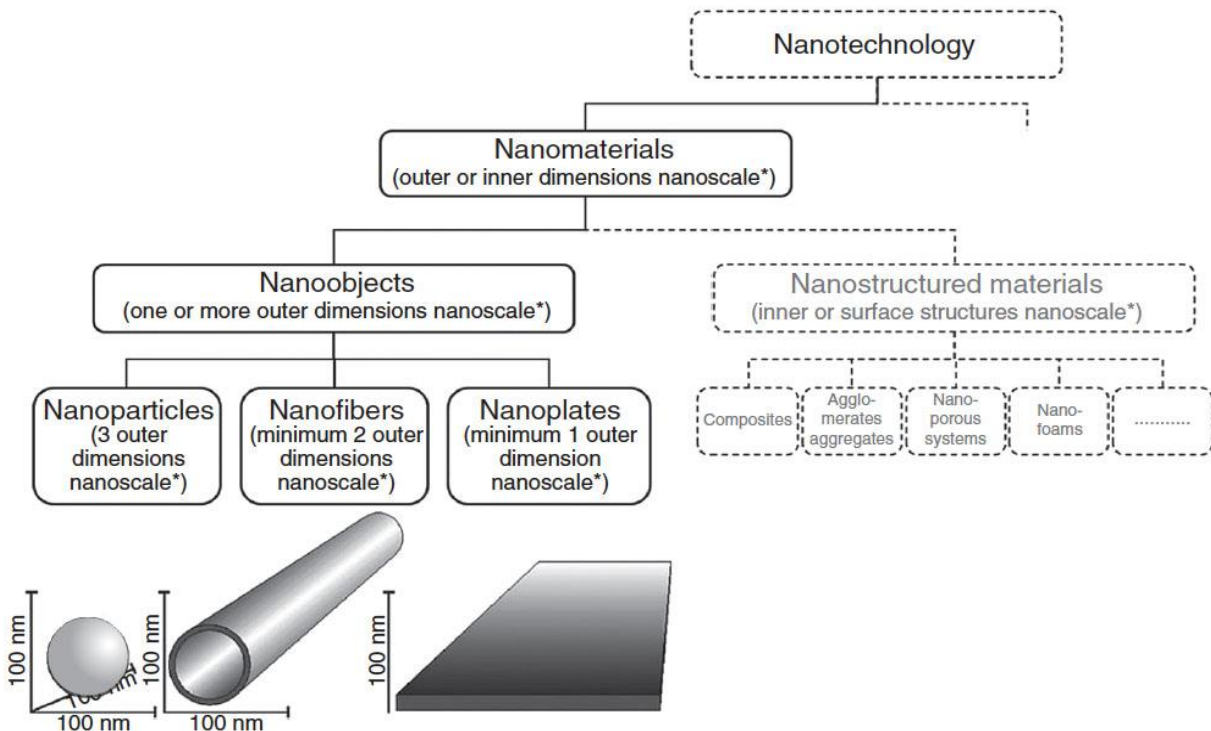 Nanotechnology
Nanomaterials
(outer or inner dimensions nanoscale*)
Nanoobjects
(one or more outer dimensions nanoscale*)
Nanostructured materials
(inner or surface structures nanoscale*)
Nanoparticles
(3 outer
dimensions
nanoscale*)
Nanofibers
(minimum 2 outer
dimensions
nanoscale*)
Nanoplates
(minimum 1 outer
dimension
nanoscale*)
Composites
Agglo-
merates
aggregates
Nano-
porous
systems
Nano-
foams
...........
100 nm
100 nm
100 nm
100 nm
100 nm
100 nm